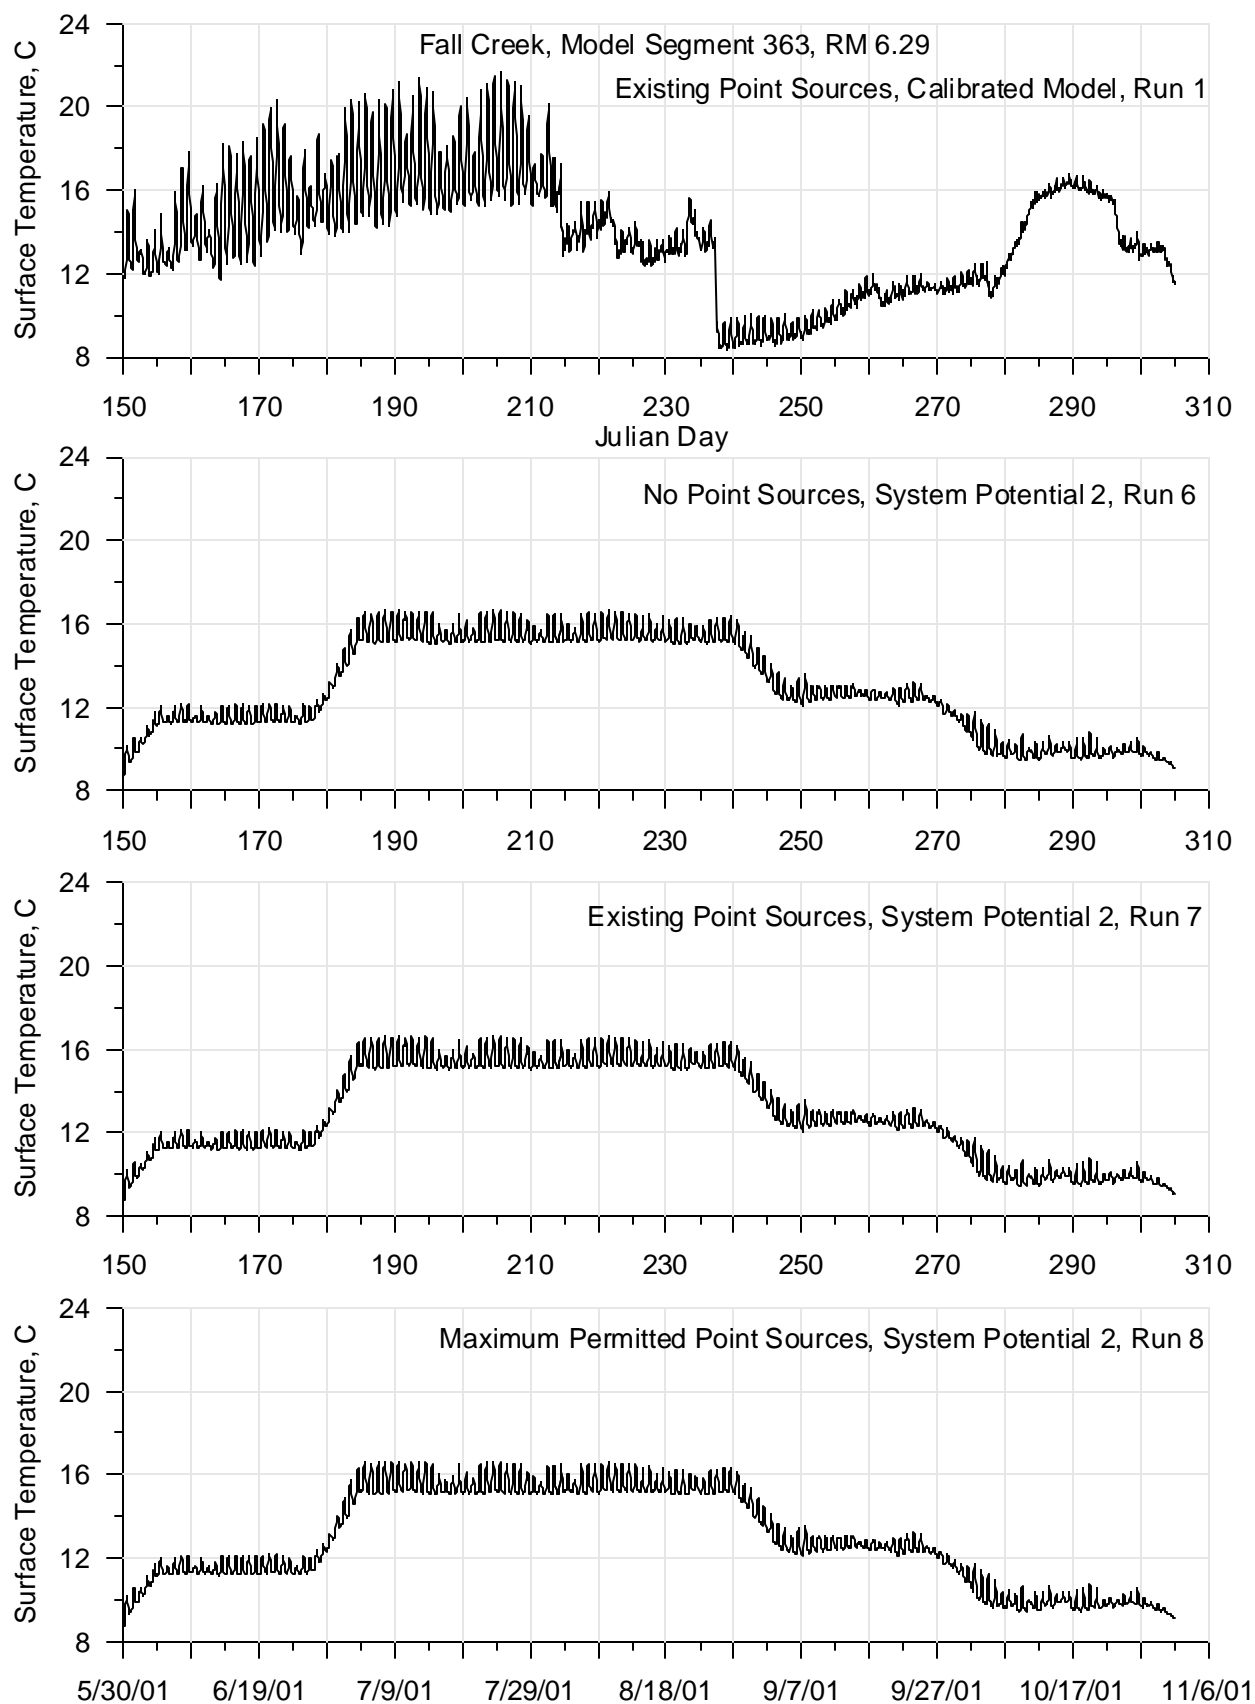 24
Fall Creek, Model Segment 363, RM 6.29
Existing Point Sources, Calibrated Model, Run 1
20
16
12
8
Surface Temperature, C
150 170 190 210 230 250 270 290 310
Julian Day
24
No Point Sources, System Potential 2, Run 6
20
16
12
8
Surface Temperature, C
150 170 190 210 230 250 270 290 310
24
Existing Point Sources, System Potential 2, Run 7
20
16
12
8
Surface Temperature, C
150 170 190 210 230 250 270 290 310
24
Maximum Permitted Point Sources, System Potential 2, Run 8
20
16
12
8
Surface Temperature, C
5/30/01 6/19/01 7/9/01 7/29/01 8/18/01 9/7/01 9/27/01 10/17/01 11/6/01